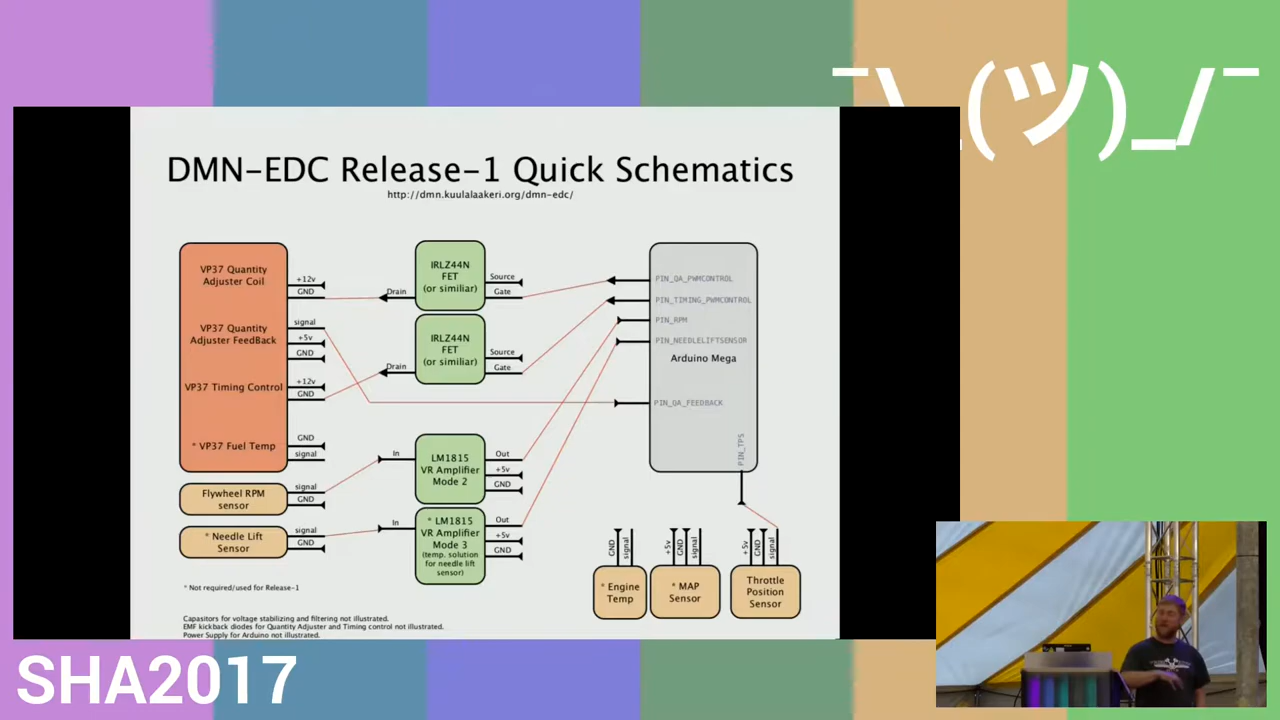 ¯\_(ツ)_/¯
DMN-EDC Release-1 Quick Schematics
http://dmn.kuulalaakeri.org/dmn-edc/
VP37 Quantity
Adjuster Coil
+12v
GND
VP37 Quantity
Adjuster FeedBack
signal
+5v
GND
VP37 Timing Control
+12v
GND
* VP37 Fuel Temp
GND
signal
Flywheel RPM
sensor
signal
GND
* Needle Lift
Sensor
signal
GND
IRLZ44N
FET
(or similiar)
Drain
Source
Gate
IRLZ44N
FET
(or similiar)
Drain
Source
Gate
LM1815
VR Amplifier
Mode 2
In
Out
+5v
GND
* LM1815
VR Amplifier
Mode 3
(temp. solution
for needle lift
sensor)
In
Out
+5v
GND
PIN_QA_PWMCONTROL
PIN_TIMING_PWMCONTROL
PIN_RPM
PIN_NEEDLELIFTSENSOR
Arduino Mega
PIN_QA_FEEDBACK
PIN_TPS
GND
signal
* Engine
Temp
+5v
GND
signal
* MAP
Sensor
+5v
GND
signal
Throttle
Position
Sensor
* Not required/used for Release-1
Capacitors for voltage stabilizing and filtering not illustrated.
EMF kickback diodes for Quantity Adjuster and Timing control not illustrated.
Power Supply for Arduino not illustrated.
SHA2017